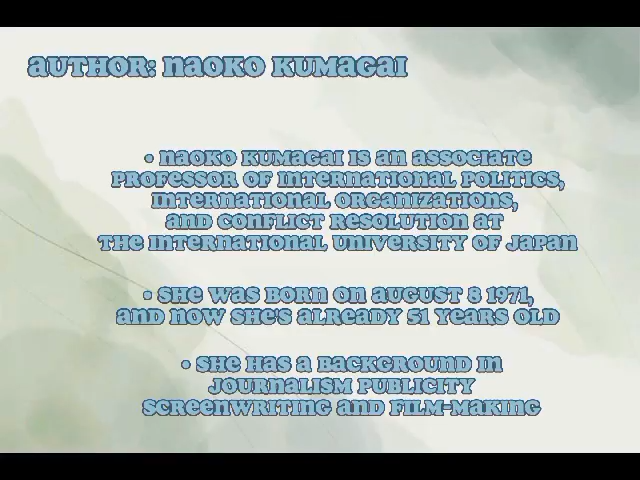 AUTHOR: NAOKO KUMAGAI
• NAOKO KUMAGAI IS AN ASSOCIATE
PROFESSOR OF INTERNATIONAL POLITICS,
INTERNATIONAL ORGANIZATIONS,
AND CONFLICT RESOLUTION AT
THE INTERNATIONAL UNIVERSITY OF JAPAN
• SHE WAS BORN ON AUGUST 8 1971,
AND NOW SHE'S ALREADY 51 YEARS OLD
• SHE HAS A BACKGROUND IN
JOURNALISM PUBLICITY
SCREENWRITING AND FILM-MAKING